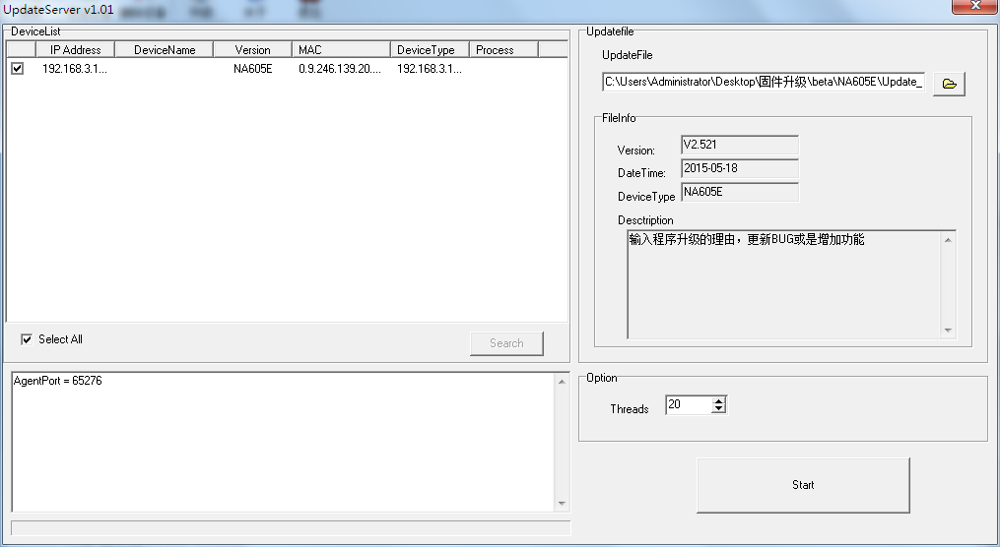 UpdateServer v1.01
DeviceList
IP Address DeviceName Version MAC DeviceType Process
192.168.3.1... NA605E 0.9.246.139.20.... 192.168.3.1...
Select All
Search
AgentPort = 65276
Updatefile
UpdateFile
C:\Users\Administrator\Desktop\固件升级\beta\NA605E\Update_
FileInfo
Version: V2.521
DateTime: 2015-05-18
DeviceType NA605E
Desctription
输入程序升级的理由，更新BUG或是增加功能
Option
Threads 20
Start